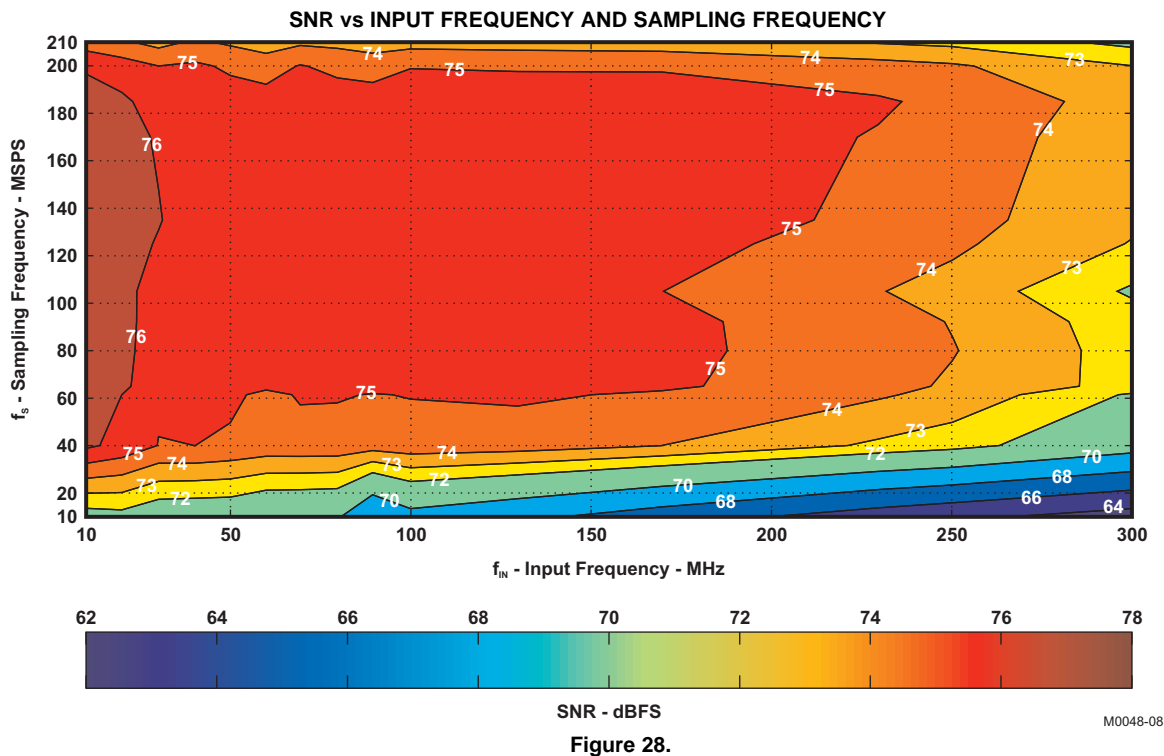 SNR vs INPUT FREQUENCY AND SAMPLING FREQUENCY
210
200
180
160
140
120
100
80
60
40
20
10
fS - Sampling Frequency - MSPS
75 74 75 74 73
75
76 74
75
74 73
76
75
75
74
73
75 74 73 74 72 70
73 72 72 70 70 68 68 66 64
10 50 100 150 200 250 300
fIN - Input Frequency - MHz
62 64 66 68 70 72 74 76 78
SNR - dBFS
M0048-08
Figure 28.